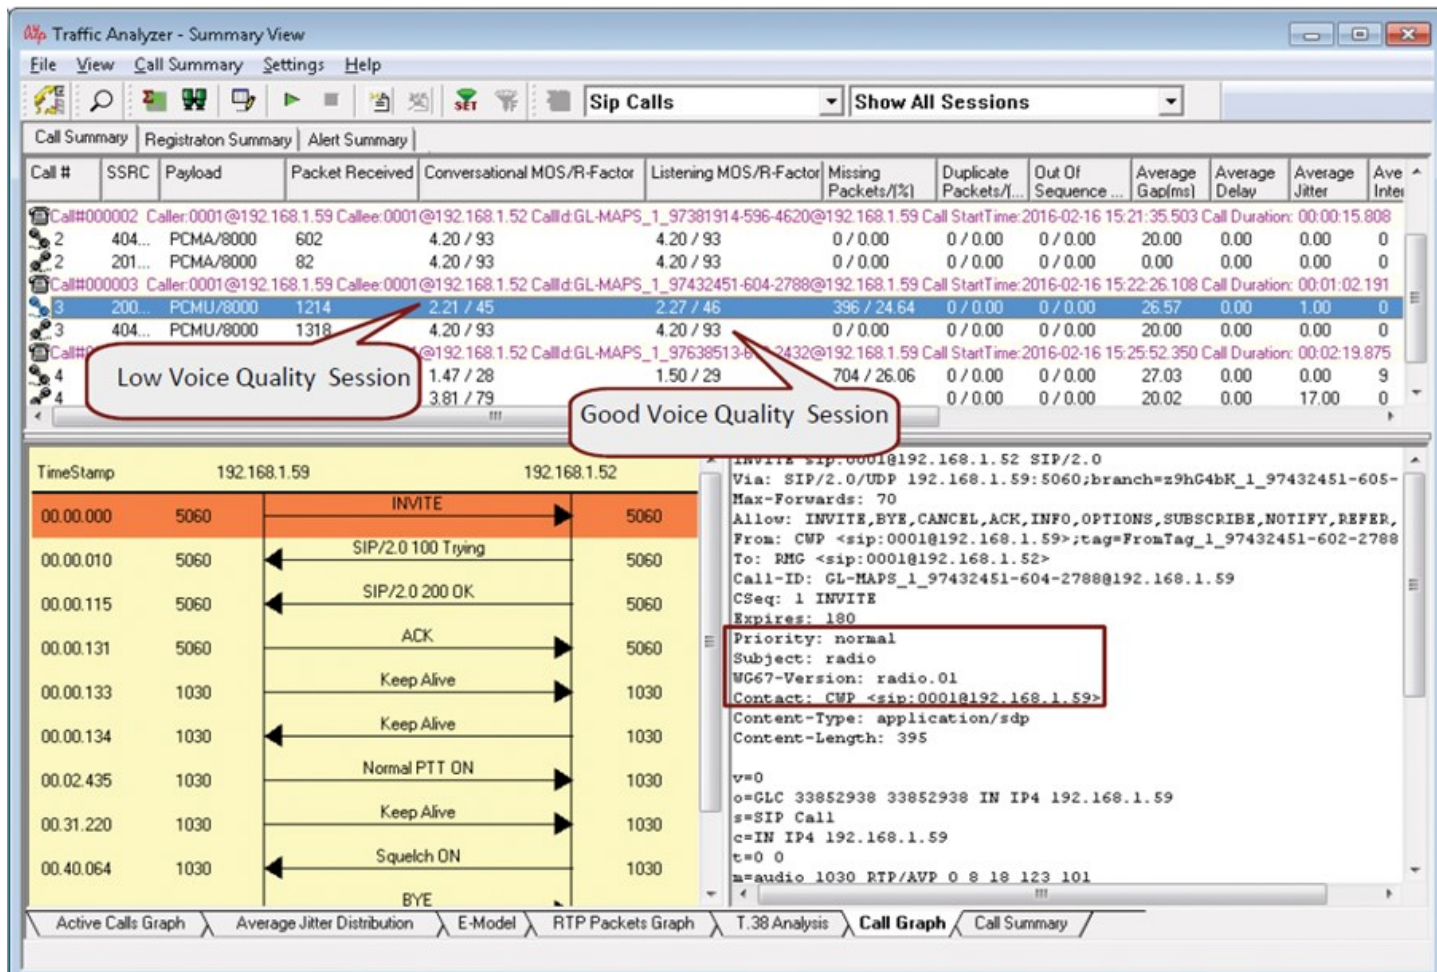 Traffic Analyzer - Summary View
File View Call Summary Settings Help
SET Sip Calls Show All Sessions
Call Summary Registraton Summary Alert Summary
Call # SSRC Payload Packet Received Conversational MOS/R-Factor Listening MOS/R-Factor Missing Packets/(%) Duplicate Packets/(... Out Of Sequence ... Average Gap(ms) Average Delay Average Jitter Ave Inter
Call#000002 Caller:0001@192.168.1.59 Callee:0001@192.168.1.52 CallId:GL-MAPS_1_97381914-596-4620@192.168.1.59 Call StartTime:2016-02-16 15:21:35.503 Call Duration: 00:00:15.808
2 404... PCMA/8000 602 4.20 / 93 4.20 / 93 0 / 0.00 0 / 0.00 0 / 0.00 20.00 0.00 0.00 0
2 201... PCMA/8000 82 4.20 / 93 4.20 / 93 0 / 0.00 0 / 0.00 0 / 0.00 0.00 0.00 0.00 0
Call#000003 Caller:0001@192.168.1.59 Callee:0001@192.168.1.52 CallId:GL-MAPS_1_97432451-604-2788@192.168.1.59 Call StartTime:2016-02-16 15:22:26.108 Call Duration: 00:01:02.191
3 200... PCMU/8000 1214 2.21 / 45 2.27 / 46 396 / 24.64 0 / 0.00 0 / 0.00 26.57 0.00 1.00 0
3 404... PCMU/8000 1318 4.20 / 93 4.20 / 93 0 / 0.00 0 / 0.00 0 / 0.00 20.00 0.00 0.00 0
@192.168.1.52 CallId:GL-MAPS_1_97638513-6 2432@192.168.1.59 Call StartTime:2016-02-16 15:25:52.350 Call Duration: 00:02:19.875
4 1.47 / 28 1.50 / 29 704 / 26.06 0 / 0.00 0 / 0.00 27.03 0.00 0.00 9
4 3.81 / 79 0 / 0.00 0 / 0.00 20.02 0.00 17.00 0
Low Voice Quality Session
Good Voice Quality Session
TimeStamp 192.168.1.59 192.168.1.52
00.00.000 5060 INVITE 5060
00.00.010 5060 SIP/2.0 100 Trying 5060
00.00.115 5060 SIP/2.0 200 OK 5060
00.00.131 5060 ACK 5060
00.00.133 1030 Keep Alive 1030
00.00.134 1030 Keep Alive 1030
00.02.435 1030 Normal PTT ON 1030
00.31.220 1030 Keep Alive 1030
00.40.064 1030 Squelch ON 1030
BYE
INVITE sip:0001@192.168.1.52 SIP/2.0
Via: SIP/2.0/UDP 192.168.1.59:5060;branch=z9hG4bK_1_97432451-605-
Max-Forwards: 70
Allow: INVITE,BYE,CANCEL,ACK,INFO,OPTIONS,SUBSCRIBE,NOTIFY,REFER,
From: CWP <sip:0001@192.168.1.59>;tag=FromTag_1_97432451-602-2788
To: RMG <sip:0001@192.168.1.52>
Call-ID: GL-MAPS_1_97432451-604-2788@192.168.1.59
CSeq: 1 INVITE
Expires: 180
Priority: normal
Subject: radio
WG67-Version: radio.01
Contact: CWP <sip:0001@192.168.1.59>
Content-Type: application/sdp
Content-Length: 395
v=0
o=GLC 33852938 33852938 IN IP4 192.168.1.59
s=SIP Call
c=IN IP4 192.168.1.59
t=0 0
m=audio 1030 RTP/AVP 0 8 18 123 101
Active Calls Graph Average Jitter Distribution E-Model RTP Packets Graph T.38 Analysis Call Graph Call Summary